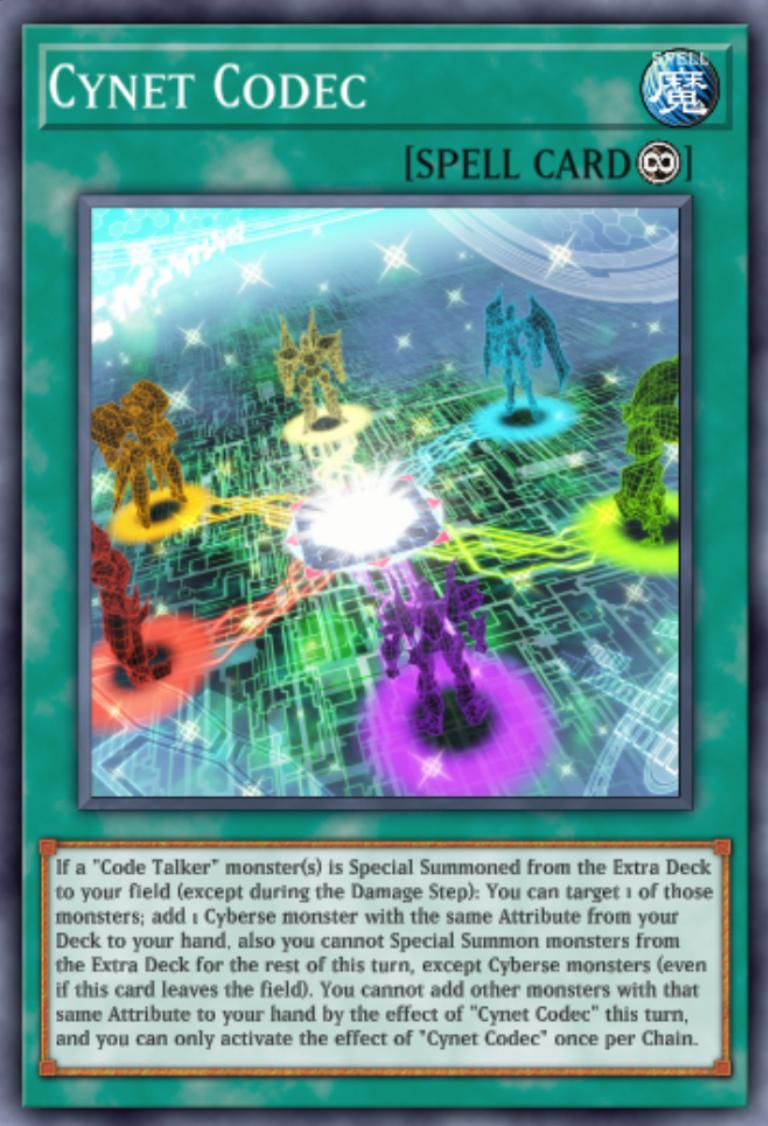 CYNET CODEC
SPELL
魔
[SPELL CARD♾]
If a "Code Talker" monster(s) is Special Summoned from the Extra Deck
to your field (except during the Damage Step): You can target 1 of those
monsters; add 1 Cyberse monster with the same Attribute from your
Deck to your hand, also you cannot Special Summon monsters from
the Extra Deck for the rest of this turn, except Cyberse monsters (even
if this card leaves the field). You cannot add other monsters with that
same Attribute to your hand by the effect of "Cynet Codec" this turn,
and you can only activate the effect of "Cynet Codec" once per Chain.